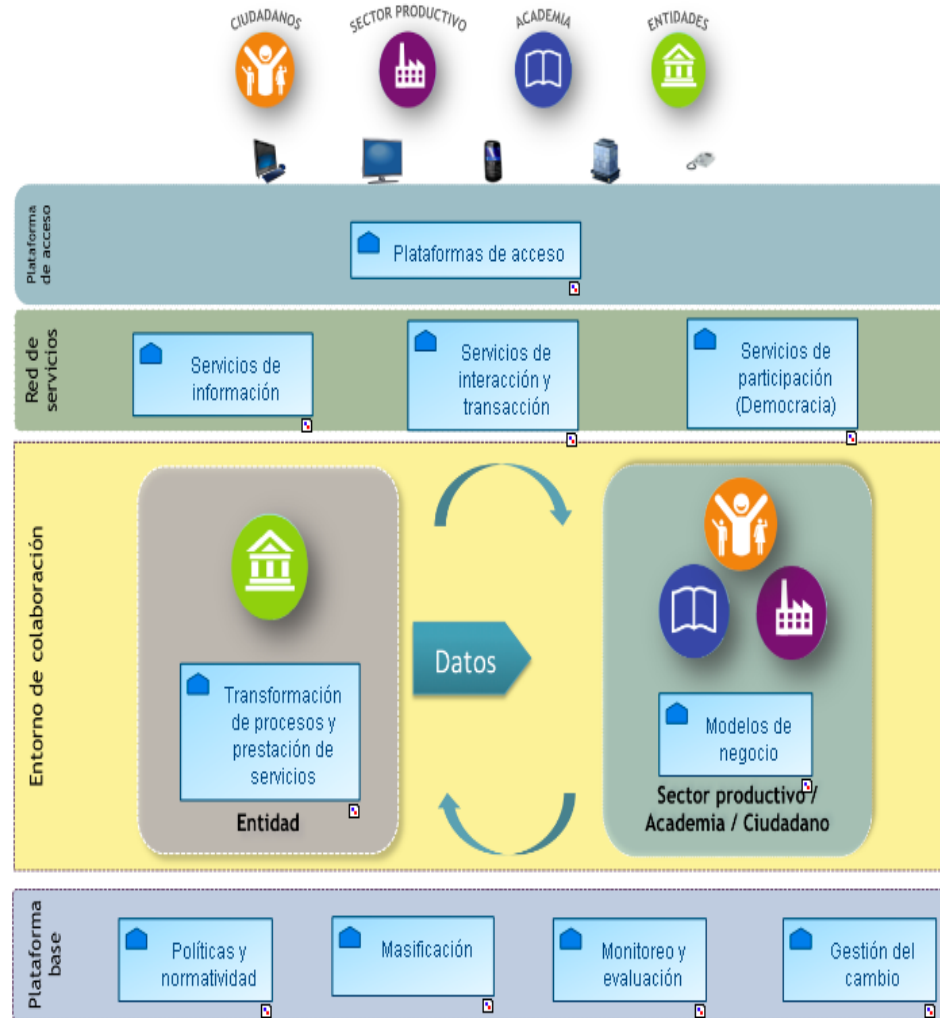 CIUDADANOS
SECTOR PRODUCTIVO
ACADEMIA
ENTIDADES
Plataforma
de acceso
Plataformas de acceso
Red de
servicios
Servicios de
información
Servicios de
interacción y
transacción
Servicios de
participación
(Democracia)
Entorno de colaboración
Transformación
de procesos y
prestación de
servicios
Entidad
Datos
Modelos de
negocio
Sector productivo /
Academia / Ciudadano
Plataforma
base
Políticas y
normatividad
Masificación
Monitoreo y
evaluación
Gestión del
cambio